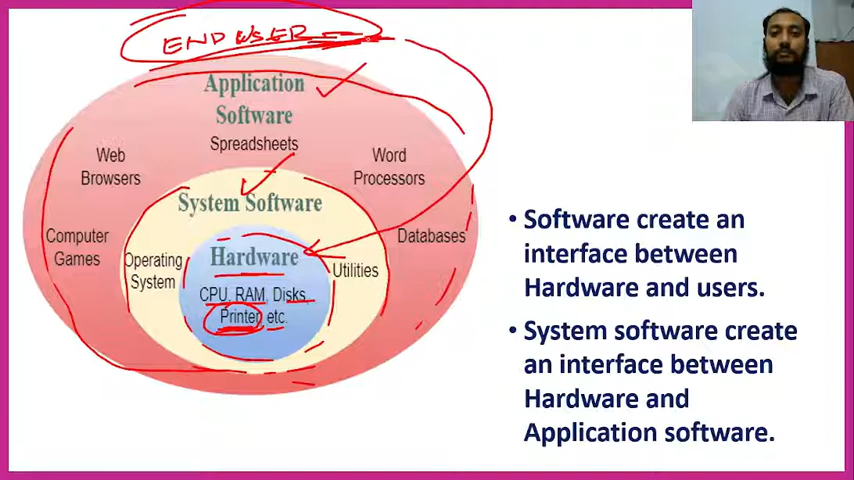 END USER
Application
Software
Spreadsheets
Web
Browsers
Word
Processors
System Software
Computer
Games
Operating
System
Hardware
CPU, RAM, Disks,
Printer, etc.
Utilities
Databases
• Software create an
interface between
Hardware and users.
• System software create
an interface between
Hardware and
Application software.